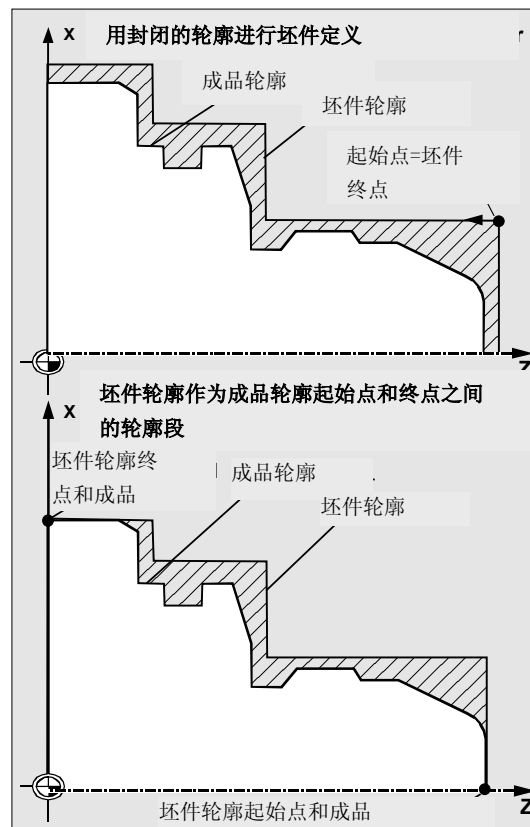 X
用封闭的轮廓进行坯件定义
r
成品轮廓
坯件轮廓
起始点=坯件
终点
Z
X
坯件轮廓作为成品轮廓起始点和终点之间
的轮廓段
坯件轮廓终
点和成品
成品轮廓
坯件轮廓
坯件轮廓起始点和成品
Z